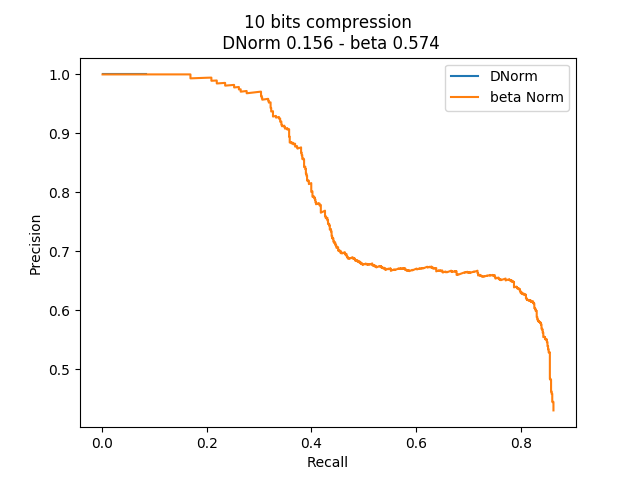 10 bits compression
DNorm 0.156 - beta 0.574
DNorm
beta Norm
1.0
0.9
0.8
0.7
0.6
0.5
Precision
0.0
0.2
0.4
0.6
0.8
Recall